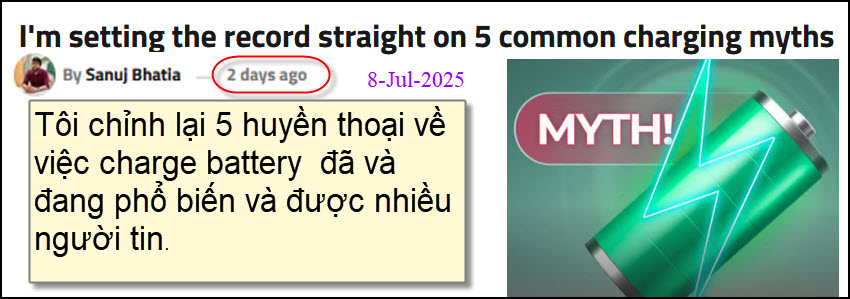 I'm setting the record straight on 5 common charging myths
By Sanuj Bhatia — 2 days ago 8-Jul-2025
Tôi chỉnh lại 5 huyền thoại về
việc charge battery đã và
đang phổ biến và được nhiều
người tin.
MYTH!